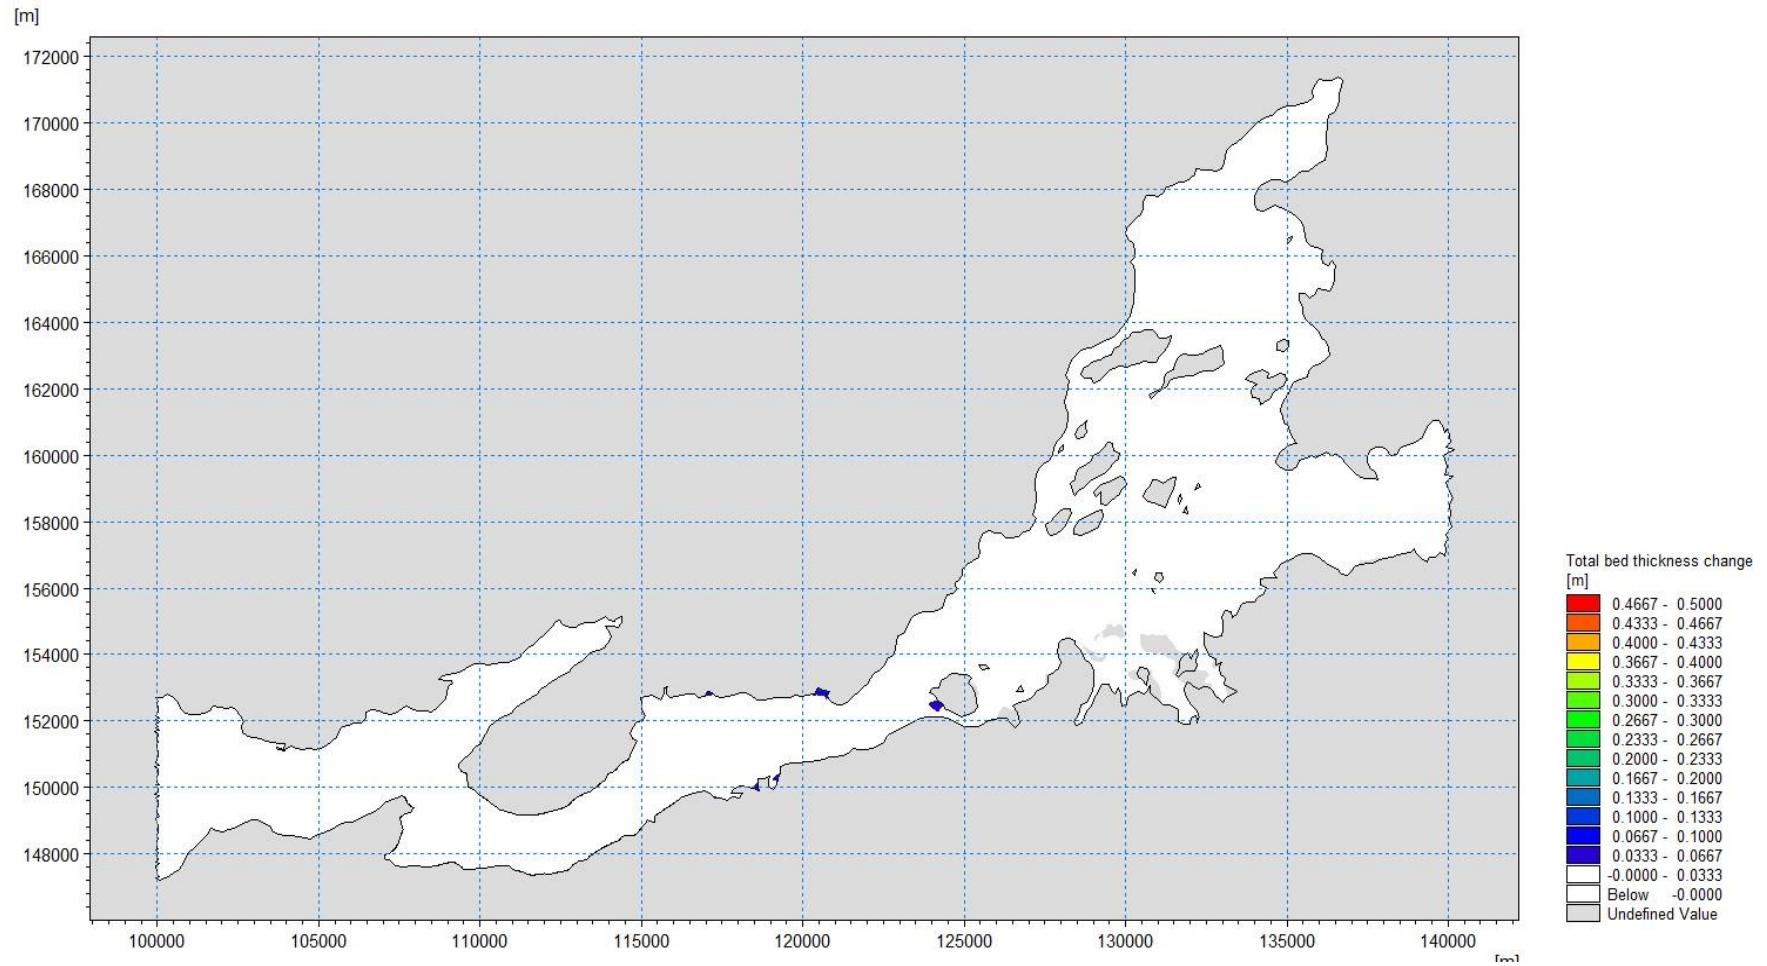 [m]
172000
170000
168000
166000
164000
162000
160000
158000
156000
154000
152000
150000
148000
100000 105000 110000 115000 120000 125000 130000 135000 140000
[m]
Total bed thickness change
[m]
0.4667 - 0.5000
0.4333 - 0.4667
0.4000 - 0.4333
0.3667 - 0.4000
0.3333 - 0.3667
0.3000 - 0.3333
0.2667 - 0.3000
0.2333 - 0.2667
0.2000 - 0.2333
0.1667 - 0.2000
0.1333 - 0.1667
0.1000 - 0.1333
0.0667 - 0.1000
0.0333 - 0.0667
-0.0000 - 0.0333
Below -0.0000
Undefined Value